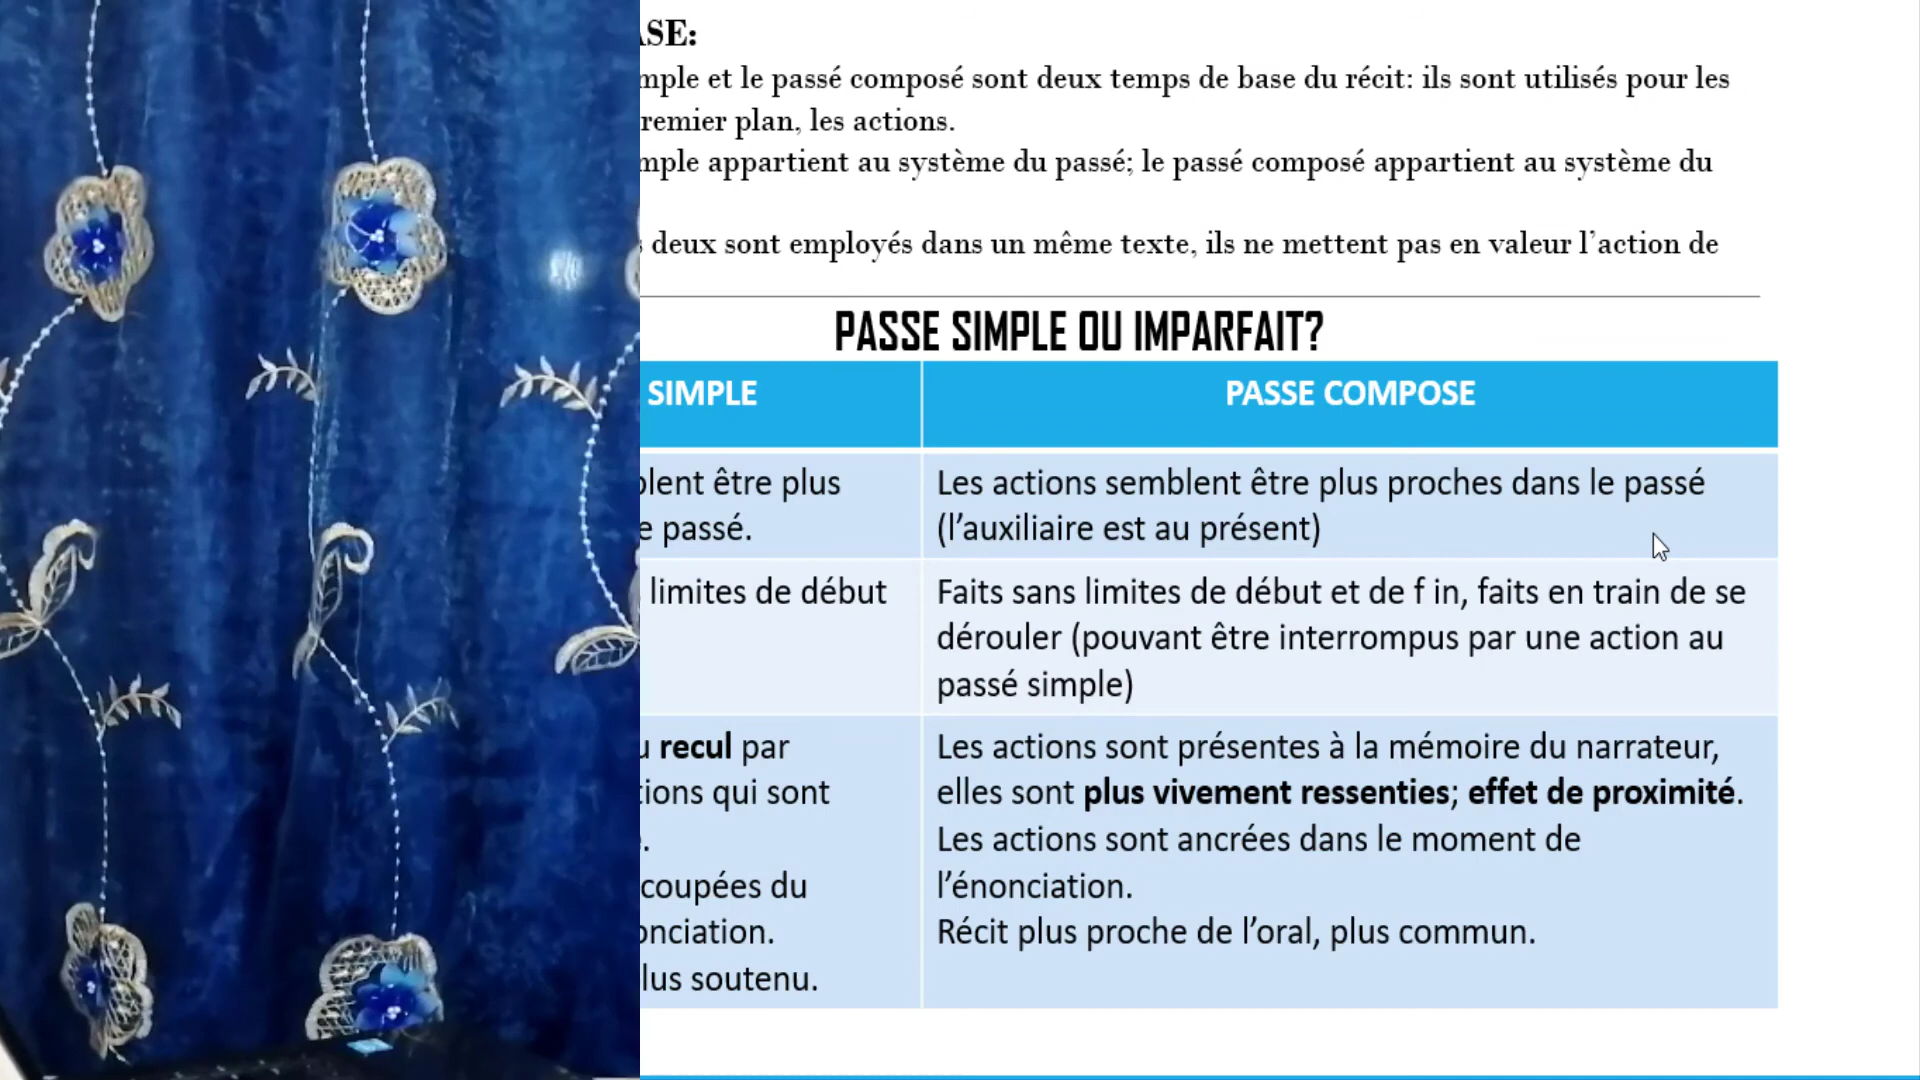 ASE:
mple et le passé composé sont deux temps de base du récit: ils sont utilisés pour les
remier plan, les actions.
mple appartient au système du passé; le passé composé appartient au système du
s deux sont employés dans un même texte, ils ne mettent pas en valeur l’action de
PASSE SIMPLE OU IMPARFAIT?
SIMPLE
PASSE COMPOSE
blent être plus
e passé.
Les actions semblent être plus proches dans le passé
(l’auxiliaire est au présent)
limites de début
Faits sans limites de début et de f in, faits en train de se
dérouler (pouvant être interrompus par une action au
passé simple)
u recul par
tions qui sont
e.
coupées du
onciation.
lus soutenu.
Les actions sont présentes à la mémoire du narrateur,
elles sont plus vivement ressenties; effet de proximité.
Les actions sont ancrées dans le moment de
l’énonciation.
Récit plus proche de l’oral, plus commun.